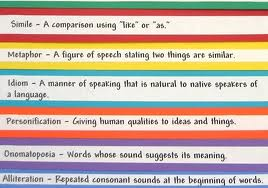 Simile - A comparison using "like" or "as."
Metaphor - A figure of speech stating two things are similar.
Idiom - A manner of speaking that is natural to native speakers of
a language.
Personification - Giving human qualities to ideas and things.
Onomatopoeia - Words whose sound suggests its meaning.
Alliteration - Repeated consonant sounds at the beginning of words.